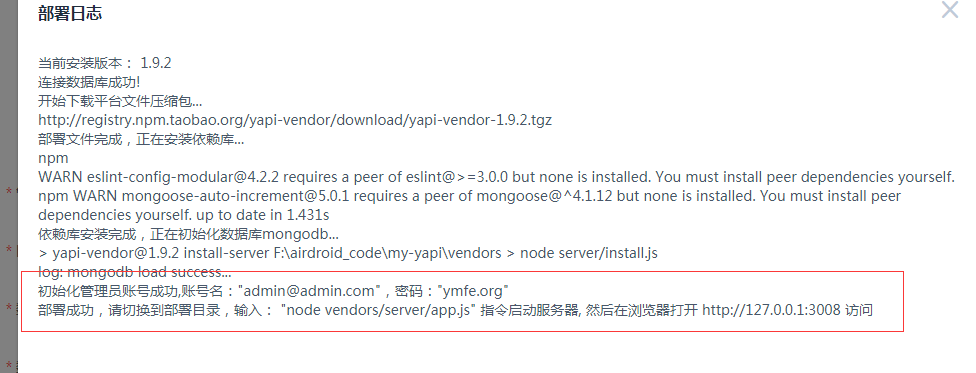 部署日志
当前安装版本： 1.9.2
连接数据库成功!
开始下载平台文件压缩包...
http://registry.npm.taobao.org/yapi-vendor/download/yapi-vendor-1.9.2.tgz
部署文件完成，正在安装依赖库...
npm
WARN eslint-config-modular@4.2.2 requires a peer of eslint@>=3.0.0 but none is installed. You must install peer dependencies yourself.
npm WARN mongoose-auto-increment@5.0.1 requires a peer of mongoose@^4.1.12 but none is installed. You must install peer
dependencies yourself. up to date in 1.431s
依赖库安装完成，正在初始化数据库mongodb...
> yapi-vendor@1.9.2 install-server F:\airdroid_code\my-yapi\vendors > node server/install.js
log: mongodb load success...
初始化管理员账号成功,账号名："admin@admin.com"，密码："ymfe.org"
部署成功，请切换到部署目录，输入： "node vendors/server/app.js" 指令启动服务器, 然后在浏览器打开 http://127.0.0.1:3008 访问